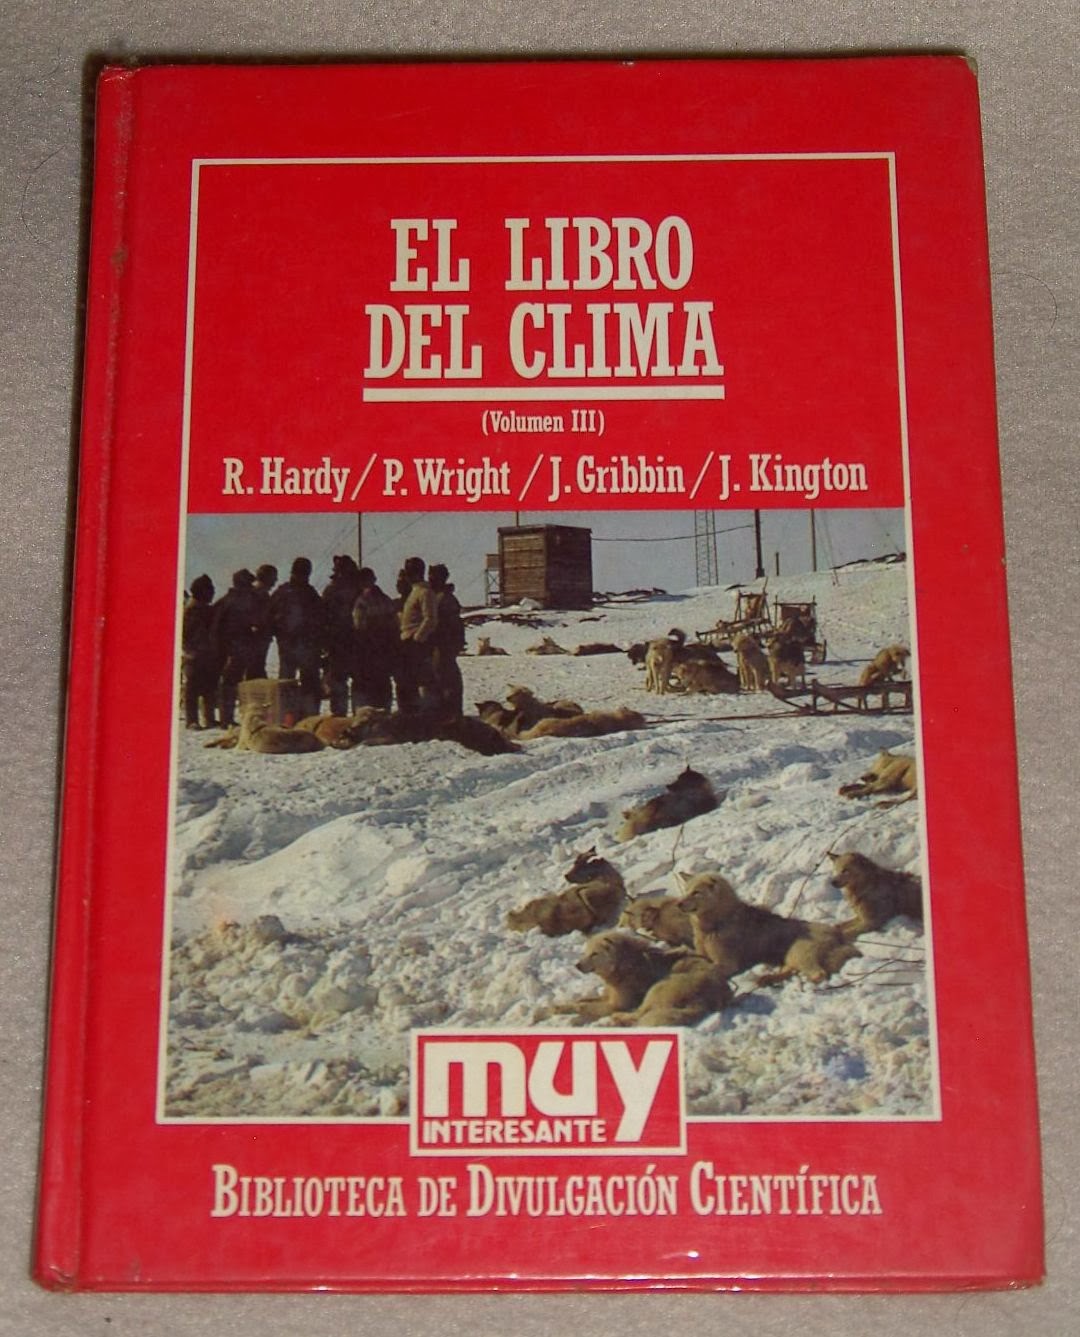 EL LIBRO
DEL CLIMA
(Volumen III)
R. Hardy / P. Wright / J. Gribbin / J. Kington
muy
INTERESANTE
BIBLIOTECA DE DIVULGACIÓN CIENTÍFICA